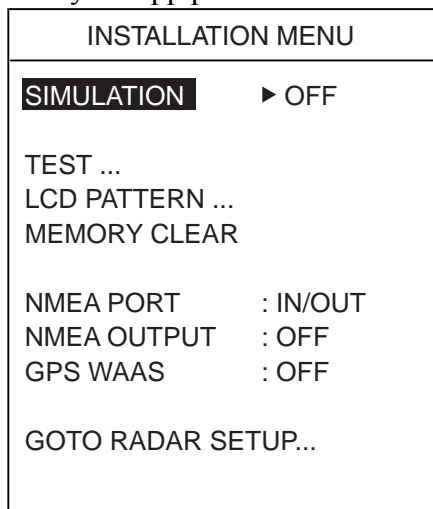 INSTALLATION MENU
SIMULATION ▶ OFF
TEST ...
LCD PATTERN ...
MEMORY CLEAR
NMEA PORT : IN/OUT
NMEA OUTPUT : OFF
GPS WAAS : OFF
GOTO RADAR SETUP...